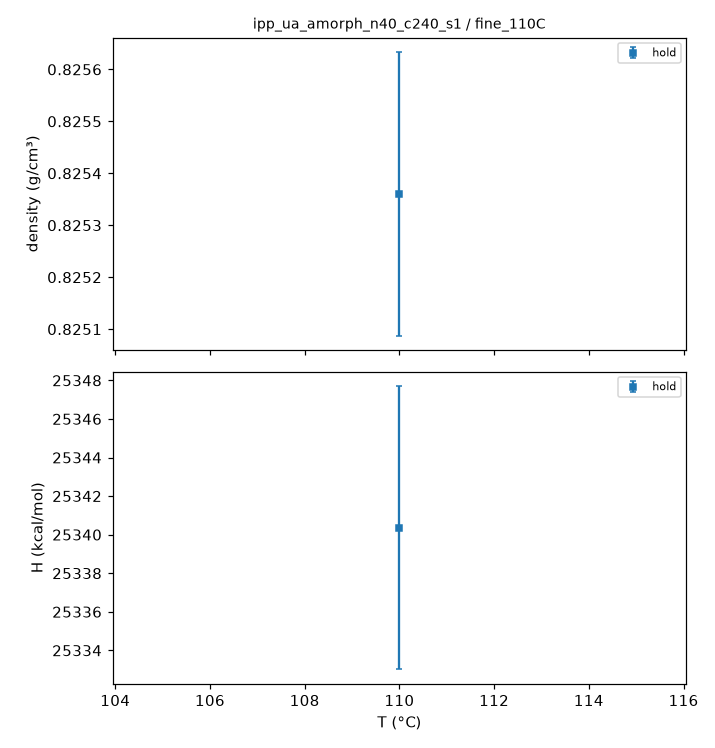 ipp_ua_amorph_n40_c240_s1 / fine_110C
hold
0.8256
0.8255
0.8254
0.8253
0.8252
0.8251
density (g/cm³)
hold
25348
25346
25344
25342
25340
25338
25336
25334
H (kcal/mol)
104 106 108 110 112 114 116
T (°C)